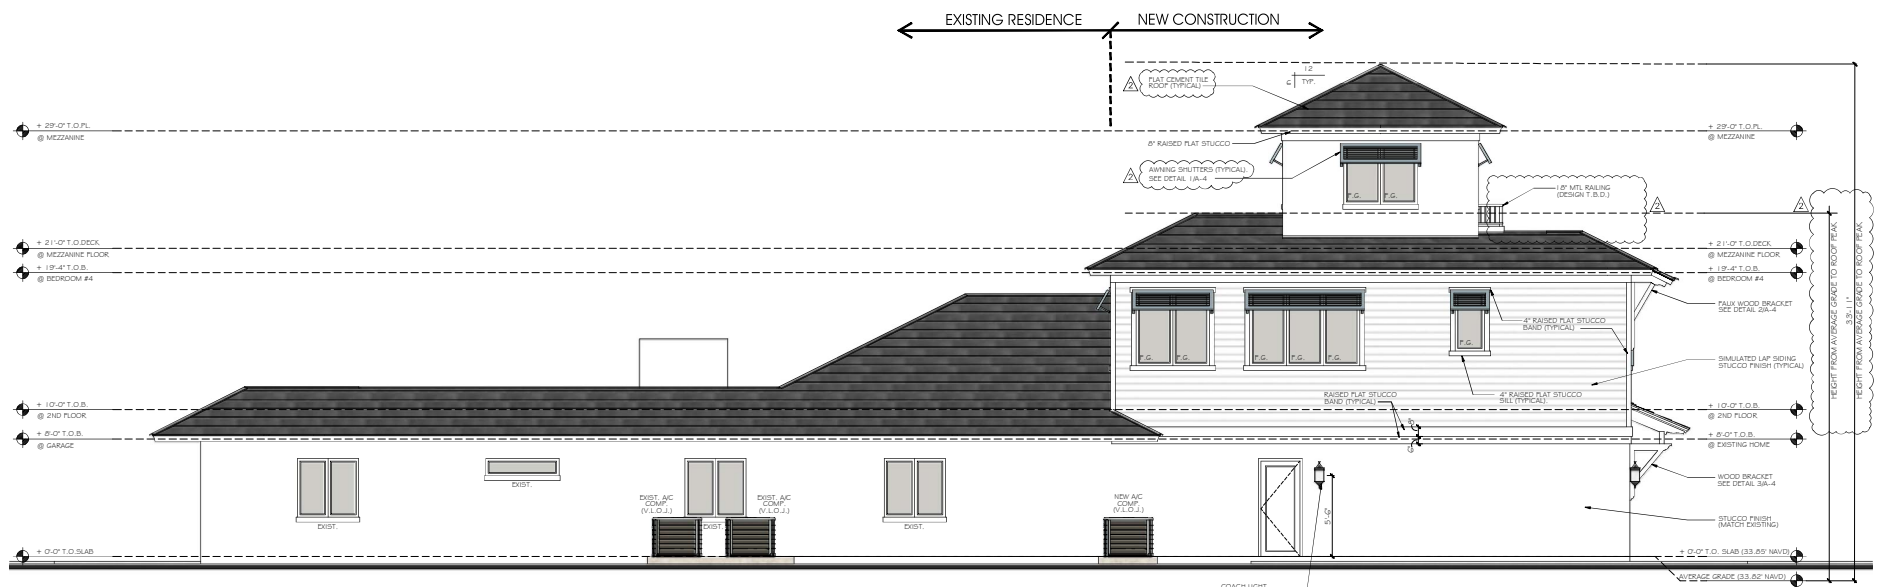 EXISTING RESIDENCE
NEW CONSTRUCTION
12
6
TYP.
2
FLAT CEMENT TILE
ROOF (TYPICAL)
+ 29'-0" T.O.PL.
@ MEZZANINE
+ 29'-0" T.O.PL.
@ MEZZANINE
8" RAISED FLAT STUCCO
2
AWNING SHUTTERS (TYPICAL).
SEE DETAIL 1/A-4
F.G. F.G.
18" MTL RAILING
(DESIGN T.B.D.)
2
2
+ 21'-0" T.O.DECK
@ MEZZANINE FLOOR
+ 21'-0" T.O.DECK
@ MEZZANINE FLOOR
+ 19'-4" T.O.B.
@ BEDROOM #4
+ 19'-4" T.O.B.
@ BEDROOM #4
HEIGHT FROM AVERAGE GRADE TO ROOF PEAK
33'-11"
HEIGHT FROM AVERAGE GRADE TO ROOF PEAK
FAUX WOOD BRACKET
SEE DETAIL 2/A-4
4" RAISED FLAT STUCCO
BAND (TYPICAL)
F.G. F.G.
F.G. F.G. F.G.
F.G.
SIMULATED LAP SIDING
STUCCO FINISH (TYPICAL)
RAISED FLAT STUCCO
BAND (TYPICAL)
4" RAISED FLAT STUCCO
SILL (TYPICAL).
+ 10'-0" T.O.B.
@ 2ND FLOOR
+ 10'-0" T.O.B.
@ 2ND FLOOR
+ 8'-0" T.O.B.
@ GARAGE
+ 8'-0" T.O.B.
@ EXISTING HOME
WOOD BRACKET
SEE DETAIL 3/A-4
EXIST.
EXIST.
EXIST.
EXIST.
EXIST. A/C
COMP.
(V.L.O.J.)
EXIST. A/C
COMP.
(V.L.O.J.)
NEW A/C
COMP.
(V.L.O.J.)
5'-6"
STUCCO FINISH
(MATCH EXISTING)
+ 0'-0" T.O.SLAB
+ 0'-0" T.O. SLAB (33.85' NAVD)
AVERAGE GRADE (33.82' NAVD)
COACH LIGHT